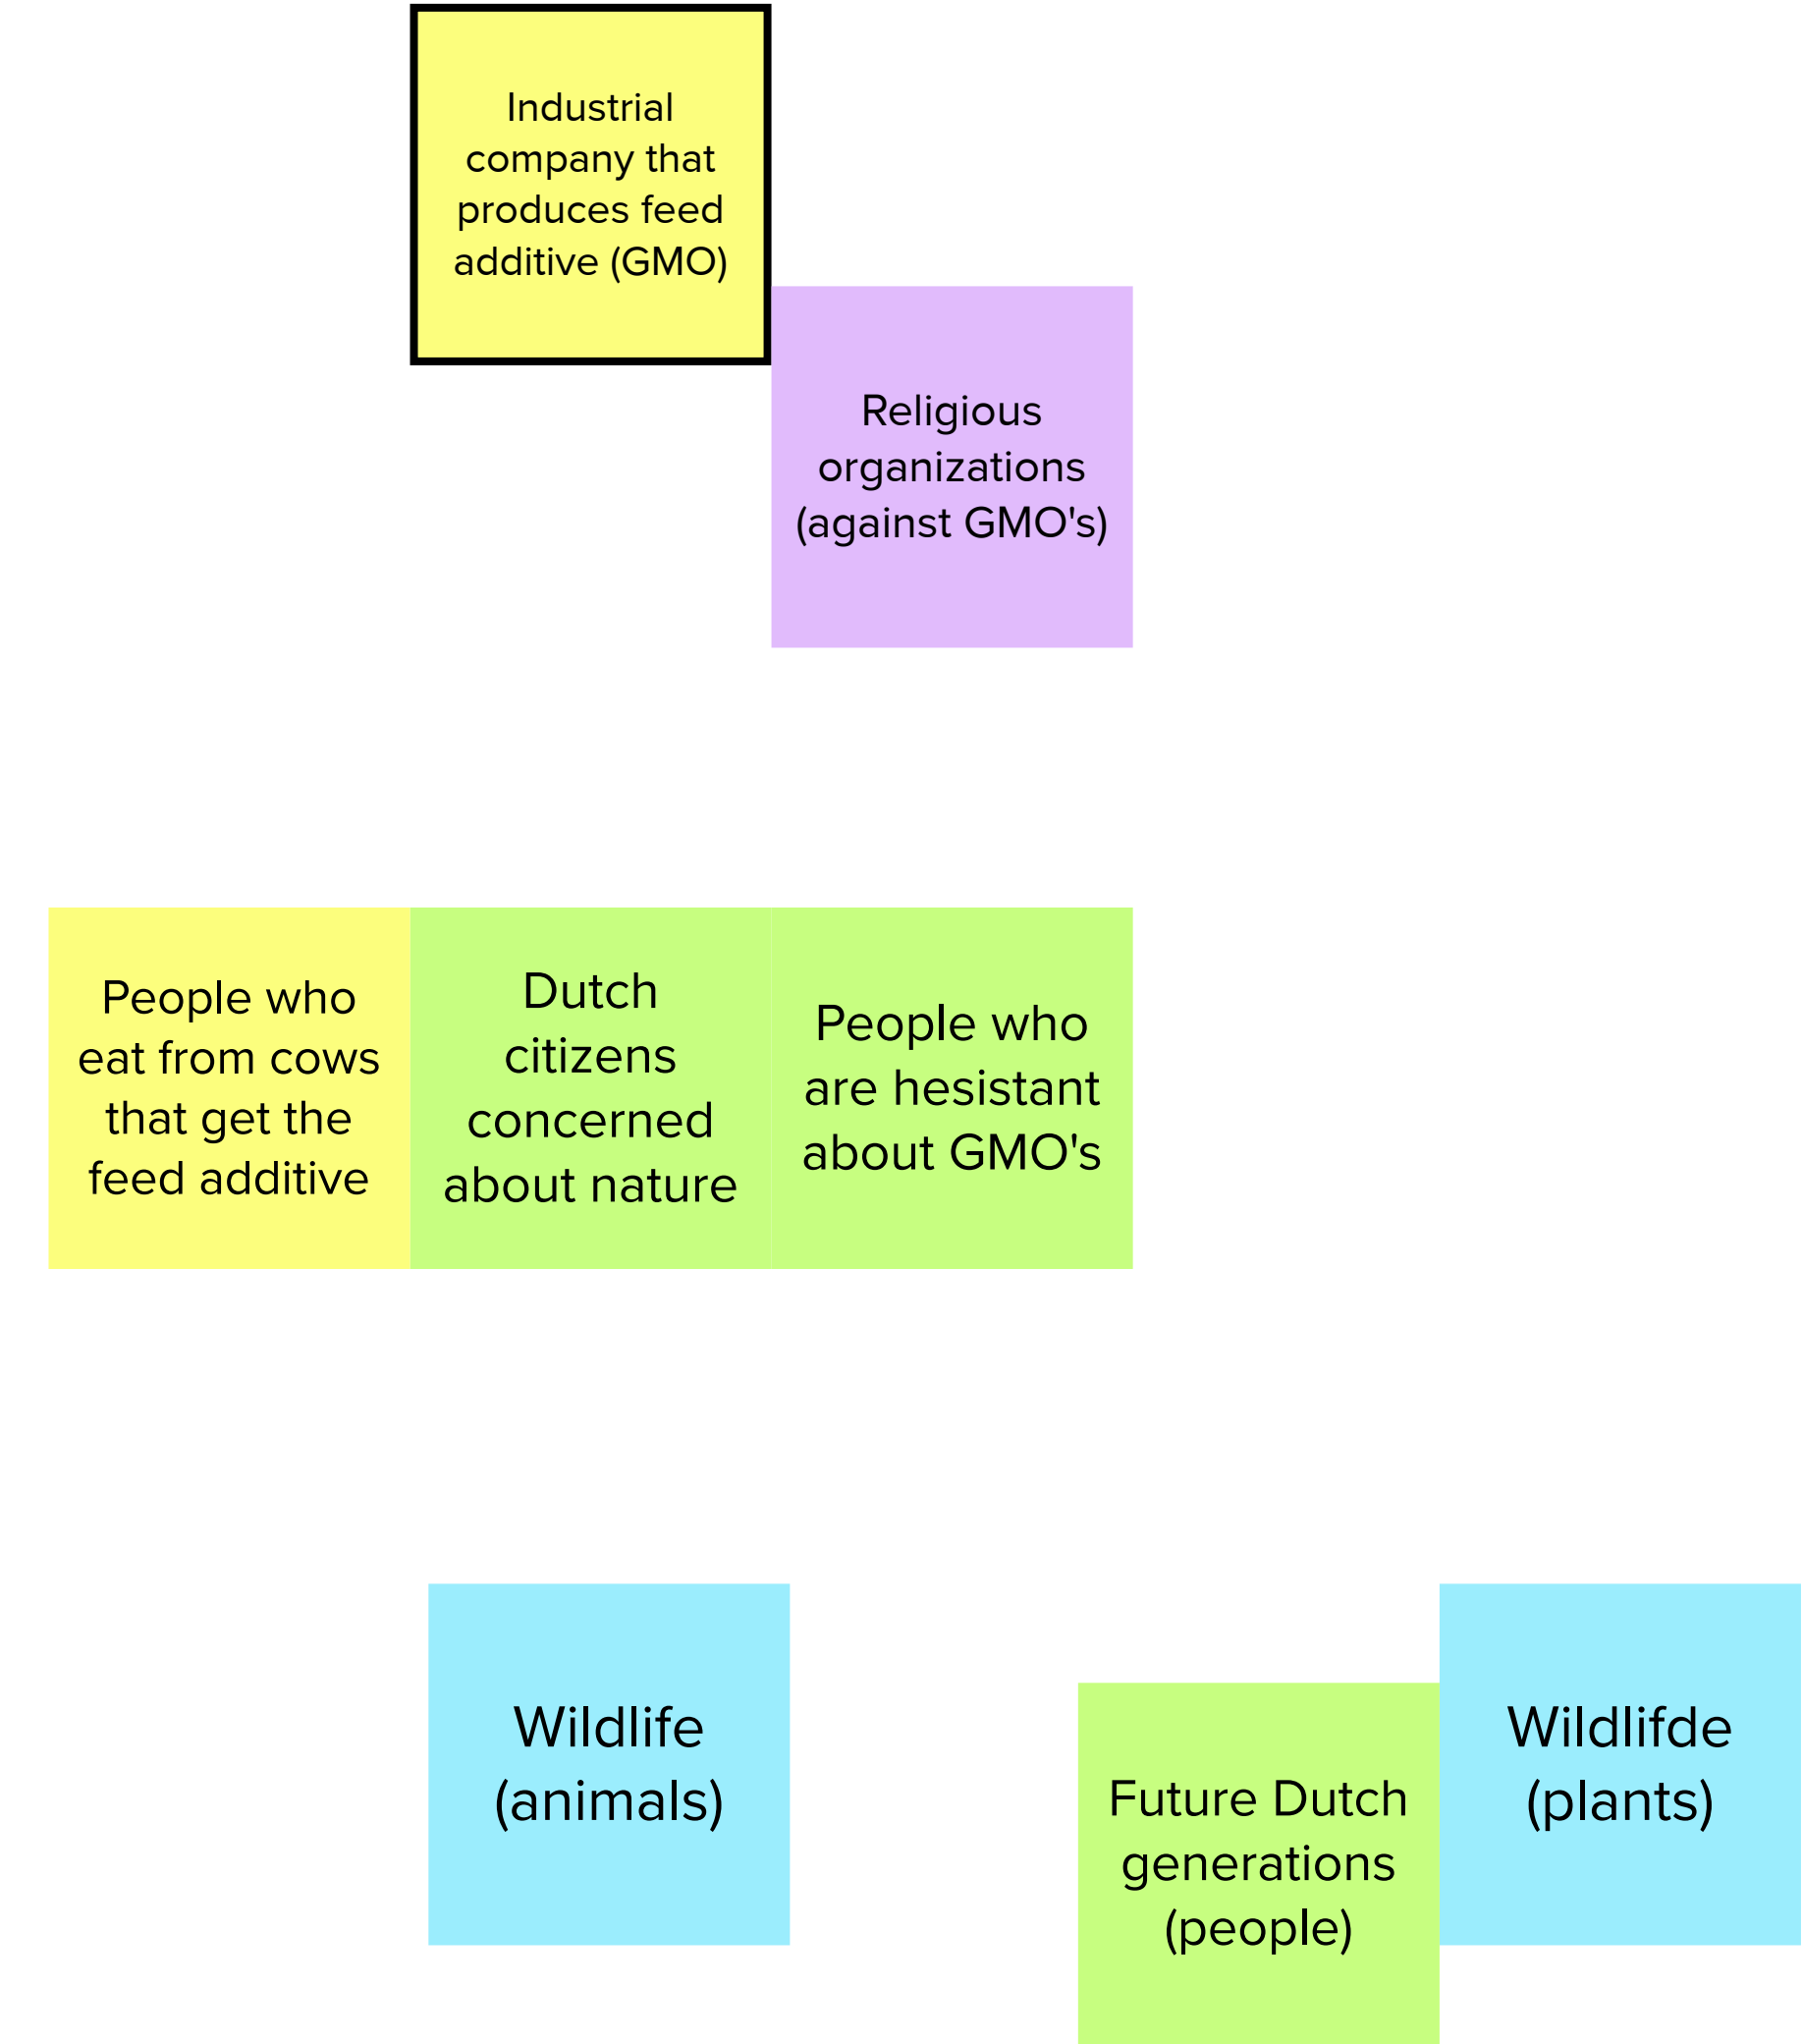 Industrial
company that
produces feed
additive (GMO)
Religious
organizations
(against GMO's)
People who
eat from cows
that get the
feed additive
Dutch
citizens
concerned
about nature
People who
are hesistant
about GMO's
Wildlife
(animals)
Future Dutch
generations
(people)
Wildlifde
(plants)